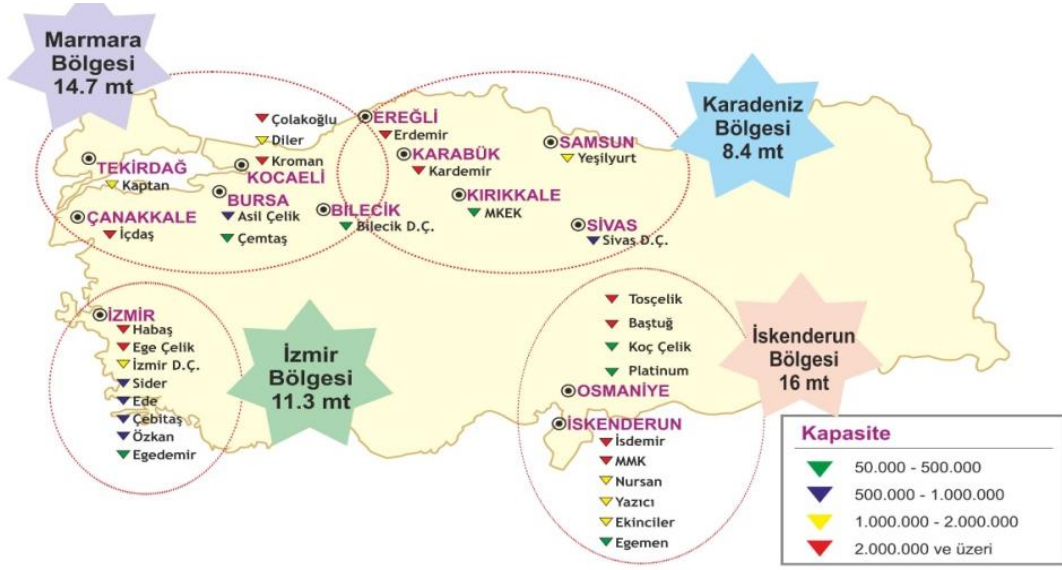 Marmara
Bölgesi
14.7 mt
Karadeniz
Bölgesi
8.4 mt
Çolakoğlu
Diler
Kroman
KOCAELİ
TEKİRDAĞ
Kaptan
BURSA
Asil Çelik
Çemtaş
ÇANAKKALE
İçdaş
BİLECİK
Bilecik D.Ç.
EREĞLİ
Erdemir
KARABÜK
Kardemir
KIRIKKALE
MKEK
SAMSUN
Yeşilyurt
SİVAS
Sivas D.Ç.
İZMİR
Habaş
Ege Çelik
İzmir D.Ç.
Sider
Ede
Çebitaş
Özkan
Egedemir
İzmir
Bölgesi
11.3 mt
Tosçelik
Baştuğ
Koç Çelik
Platinum
OSMANİYE
İSKENDERUN
İsdemir
MMK
Nursan
Yazıcı
Ekinciler
Egemen
İskenderun
Bölgesi
16 mt
Kapasite
50.000 - 500.000
500.000 - 1.000.000
1.000.000 - 2.000.000
2.000.000 ve üzeri